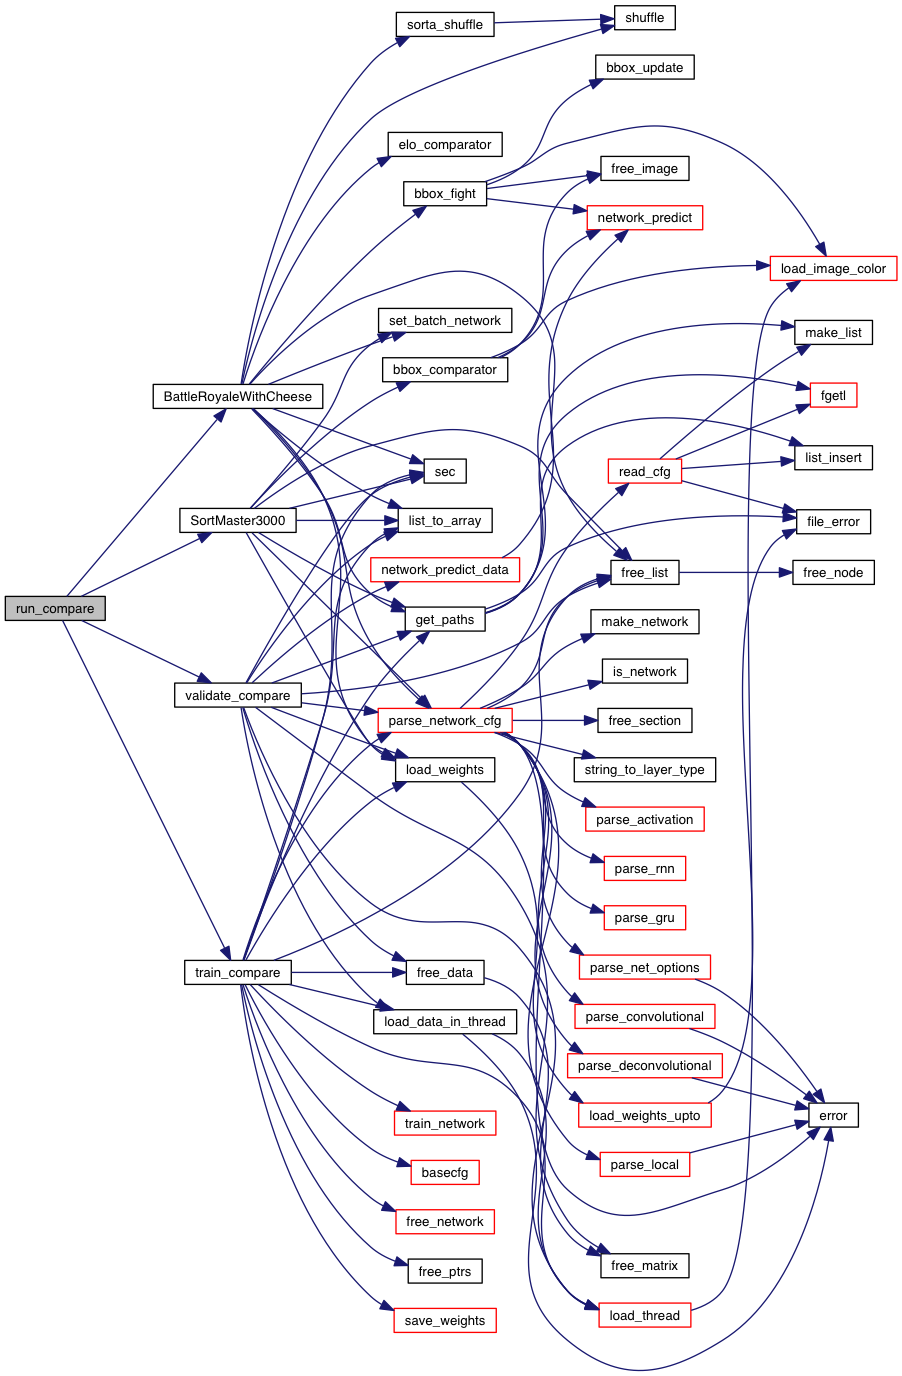 run_compare
BattleRoyaleWithCheese
SortMaster3000
validate_compare
train_compare
sorta_shuffle
elo_comparator
bbox_fight
set_batch_network
bbox_comparator
sec
list_to_array
network_predict_data
get_paths
parse_network_cfg
load_weights
free_data
load_data_in_thread
train_network
basecfg
free_network
free_ptrs
save_weights
shuffle
bbox_update
free_image
network_predict
read_cfg
free_list
make_network
is_network
free_section
string_to_layer_type
parse_activation
parse_rnn
parse_gru
parse_net_options
parse_convolutional
parse_deconvolutional
load_weights_upto
parse_local
free_matrix
load_thread
load_image_color
make_list
fgetl
list_insert
file_error
free_node
error